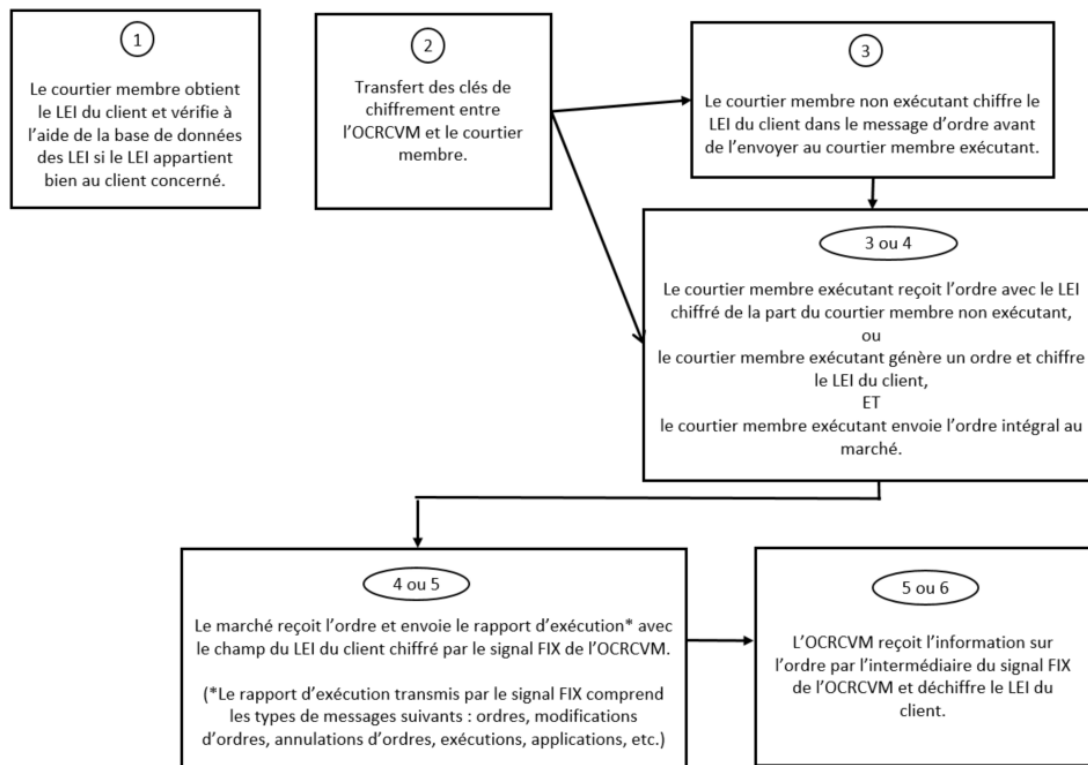 1
Le courtier membre obtient
le LEI du client et vérifie à
l'aide de la base de données
des LEI si le LEI appartient
bien au client concerné.
2
Transfert des clés de
chiffrement entre
l'OCRCVM et le courtier
membre.
3
Le courtier membre non exécutant chiffre le
LEI du client dans le message d'ordre avant
de l'envoyer au courtier membre exécutant.
3 ou 4
Le courtier membre exécutant reçoit l'ordre avec le LEI
chiffré de la part du courtier membre non exécutant,
ou
le courtier membre exécutant génère un ordre et chiffre
le LEI du client,
ET
le courtier membre exécutant envoie l'ordre intégral au
marché.
4 ou 5
Le marché reçoit l'ordre et envoie le rapport d'exécution* avec
le champ du LEI du client chiffré par le signal FIX de l'OCRCVM.
(*Le rapport d'exécution transmis par le signal FIX comprend
les types de messages suivants : ordres, modifications
d'ordres, annulations d'ordres, exécutions, applications, etc.)
5 ou 6
L'OCRCVM reçoit l'information sur
l'ordre par l'intermédiaire du signal FIX
de l'OCRCVM et déchiffre le LEI du
client.